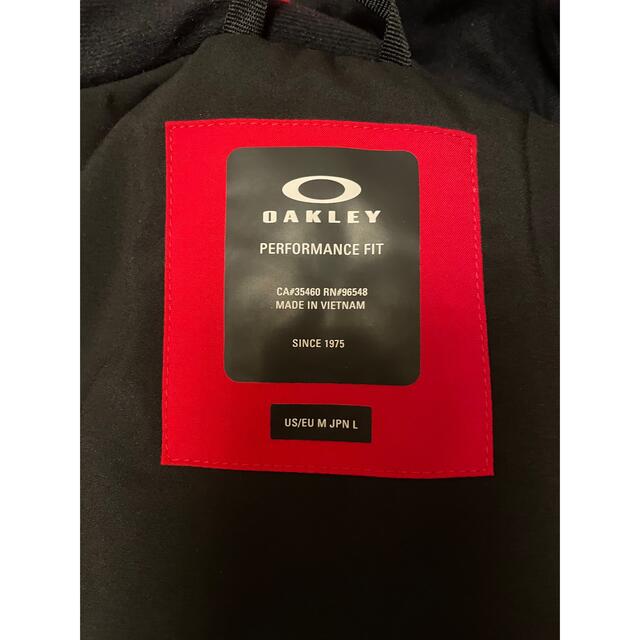 OAKLEY
PERFORMANCE FIT
CA#35460 RN#96548
MADE IN VIETNAM
SINCE 1975
US/EU M JPN L